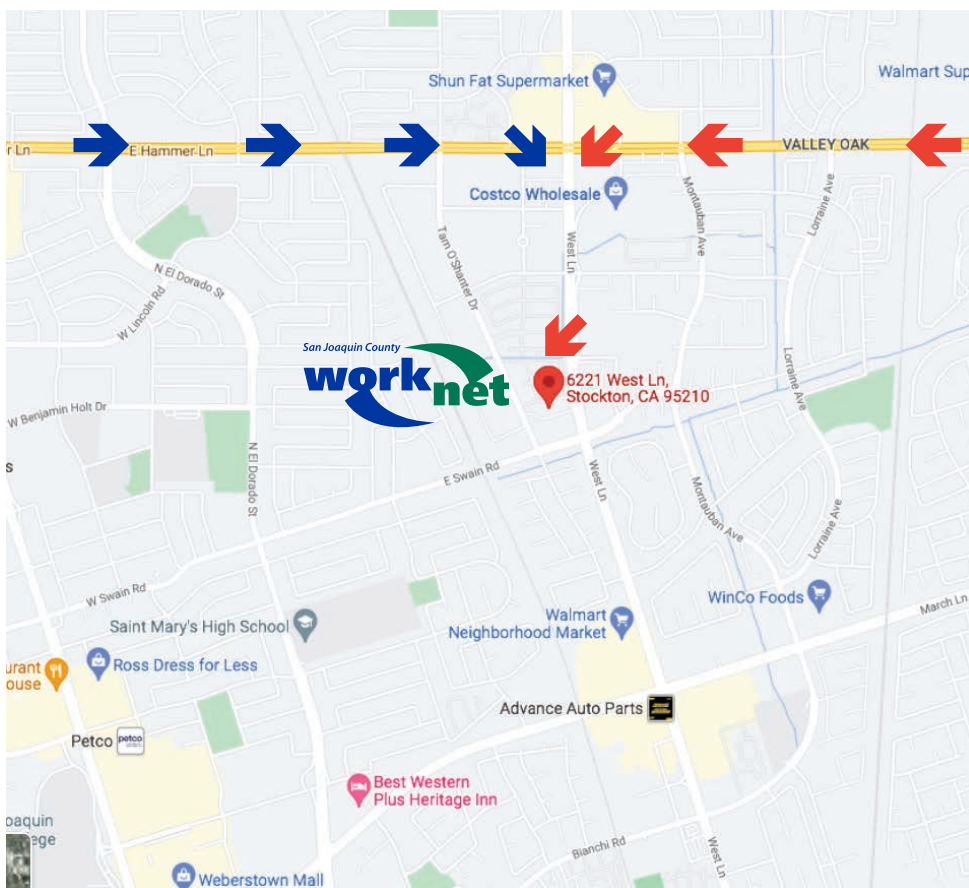 Shun Fat Supermarket
Walmart Sup
r Ln
E Hammer Ln
VALLEY OAK
Costco Wholesale
Montauban Ave
Lorraine Ave
West Ln
Tam O'Shanter Dr
N El Dorado St
W Lincoln Rd
San Joaquin County
worknet
6221 West Ln,
Stockton, CA 95210
Lorraine Ave
W Benjamin Holt Dr
s
N El Dorado St
E Swain Rd
West Ln
Montauban Ave
Lorraine Ave
W Swain Rd
WinCo Foods
March Ln
Saint Mary's High School
Walmart
Neighborhood Market
urant
ouse
Ross Dress for Less
Advance Auto Parts
Petco
petco
Best Western
Plus Heritage Inn
oaquin
ege
Bianchi Rd
West Ln
Weberstown Mall